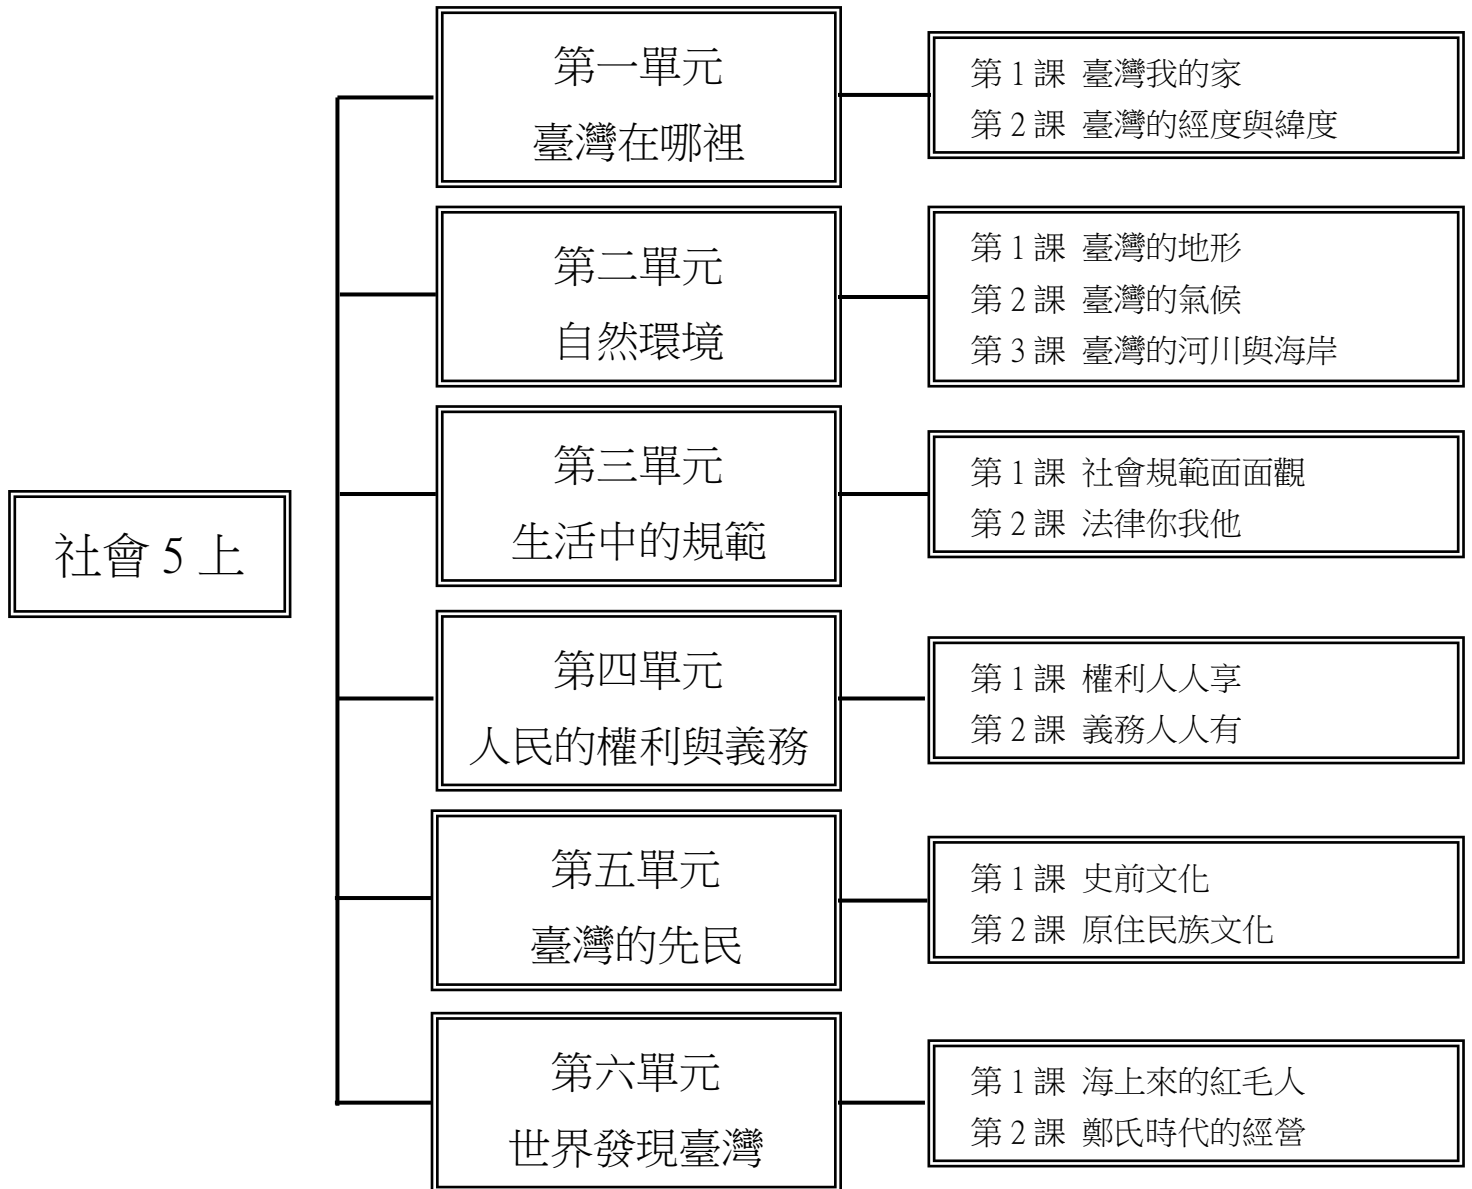 社會 5 上
第一單元
臺灣在哪裡
第 1 課 臺灣我的家
第 2 課 臺灣的經度與緯度
第二單元
自然環境
第 1 課 臺灣的地形
第 2 課 臺灣的氣候
第 3 課 臺灣的河川與海岸
第三單元
生活中的規範
第 1 課 社會規範面面觀
第 2 課 法律你我他
第四單元
人民的權利與義務
第 1 課 權利人人享
第 2 課 義務人人有
第五單元
臺灣的先民
第 1 課 史前文化
第 2 課 原住民族文化
第六單元
世界發現臺灣
第 1 課 海上來的紅毛人
第 2 課 鄭氏時代的經營